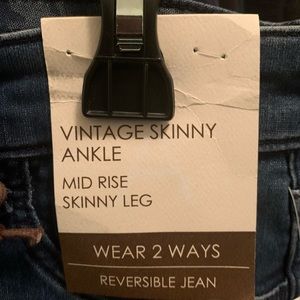 VINTAGE SKINNY
ANKLE
MID RISE
SKINNY LEG
WEAR 2 WAYS
REVERSIBLE JEAN